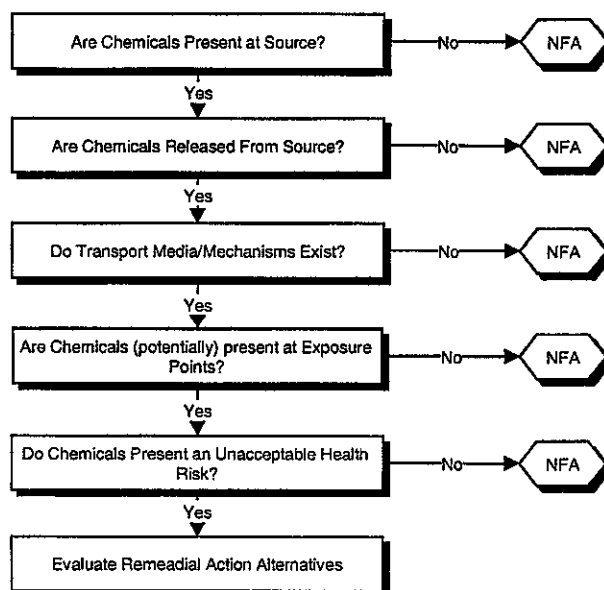 Are Chemicals Present at Source?
No
NFA
Yes
Are Chemicals Released From Source?
No
NFA
Yes
Do Transport Media/Mechanisms Exist?
No
NFA
Yes
Are Chemicals (potentially) present at Exposure
Points?
No
NFA
Yes
Do Chemicals Present an Unacceptable Health
Risk?
No
NFA
Yes
Evaluate Remeadial Action Alternatives